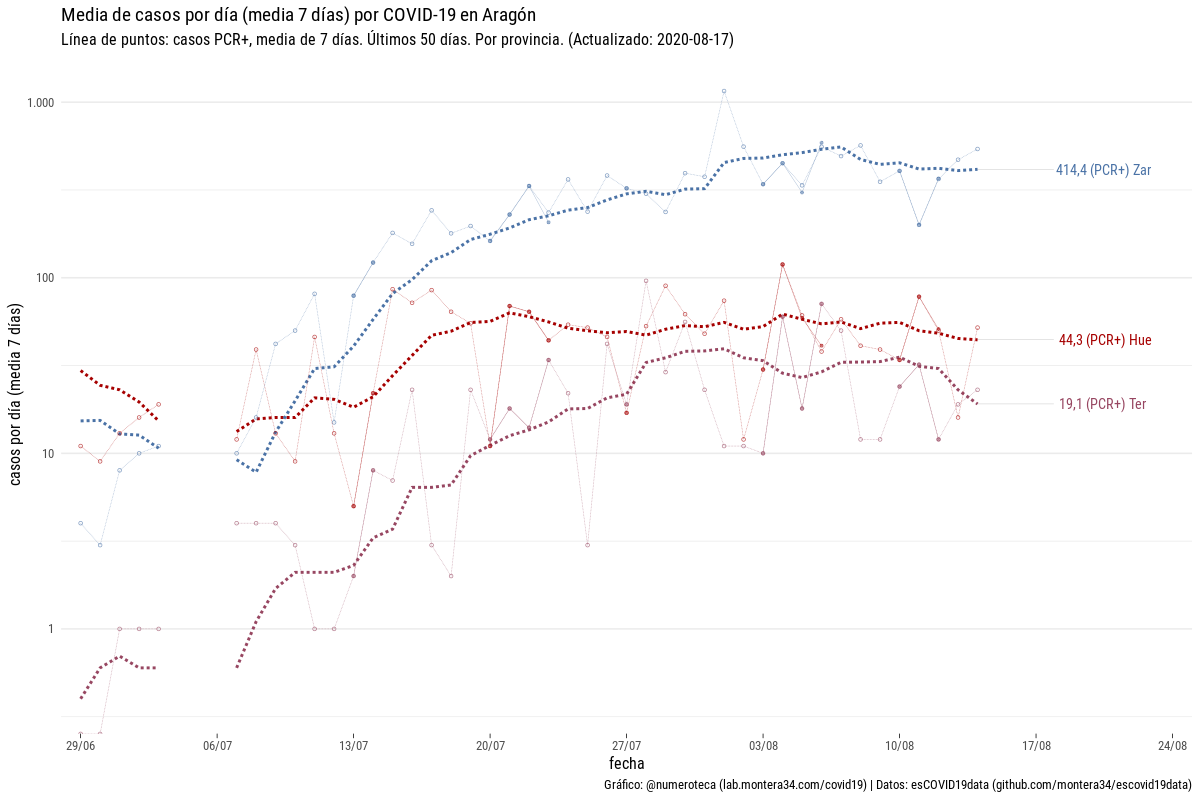 Media de casos por día (media 7 días) por COVID-19 en Aragón
Línea de puntos: casos PCR+, media de 7 días. Últimos 50 días. Por provincia. (Actualizado: 2020-08-17)
casos por día (media 7 días)
1.000
100
10
1
414,4 (PCR+) Zar
44,3 (PCR+) Hue
19,1 (PCR+) Ter
29/06
06/07
13/07
20/07
27/07
03/08
10/08
17/08
24/08
fecha
Gráfico: @numeroteca (lab.montera34.com/covid19) | Datos: esCOVID19data (github.com/montera34/escovid19data)